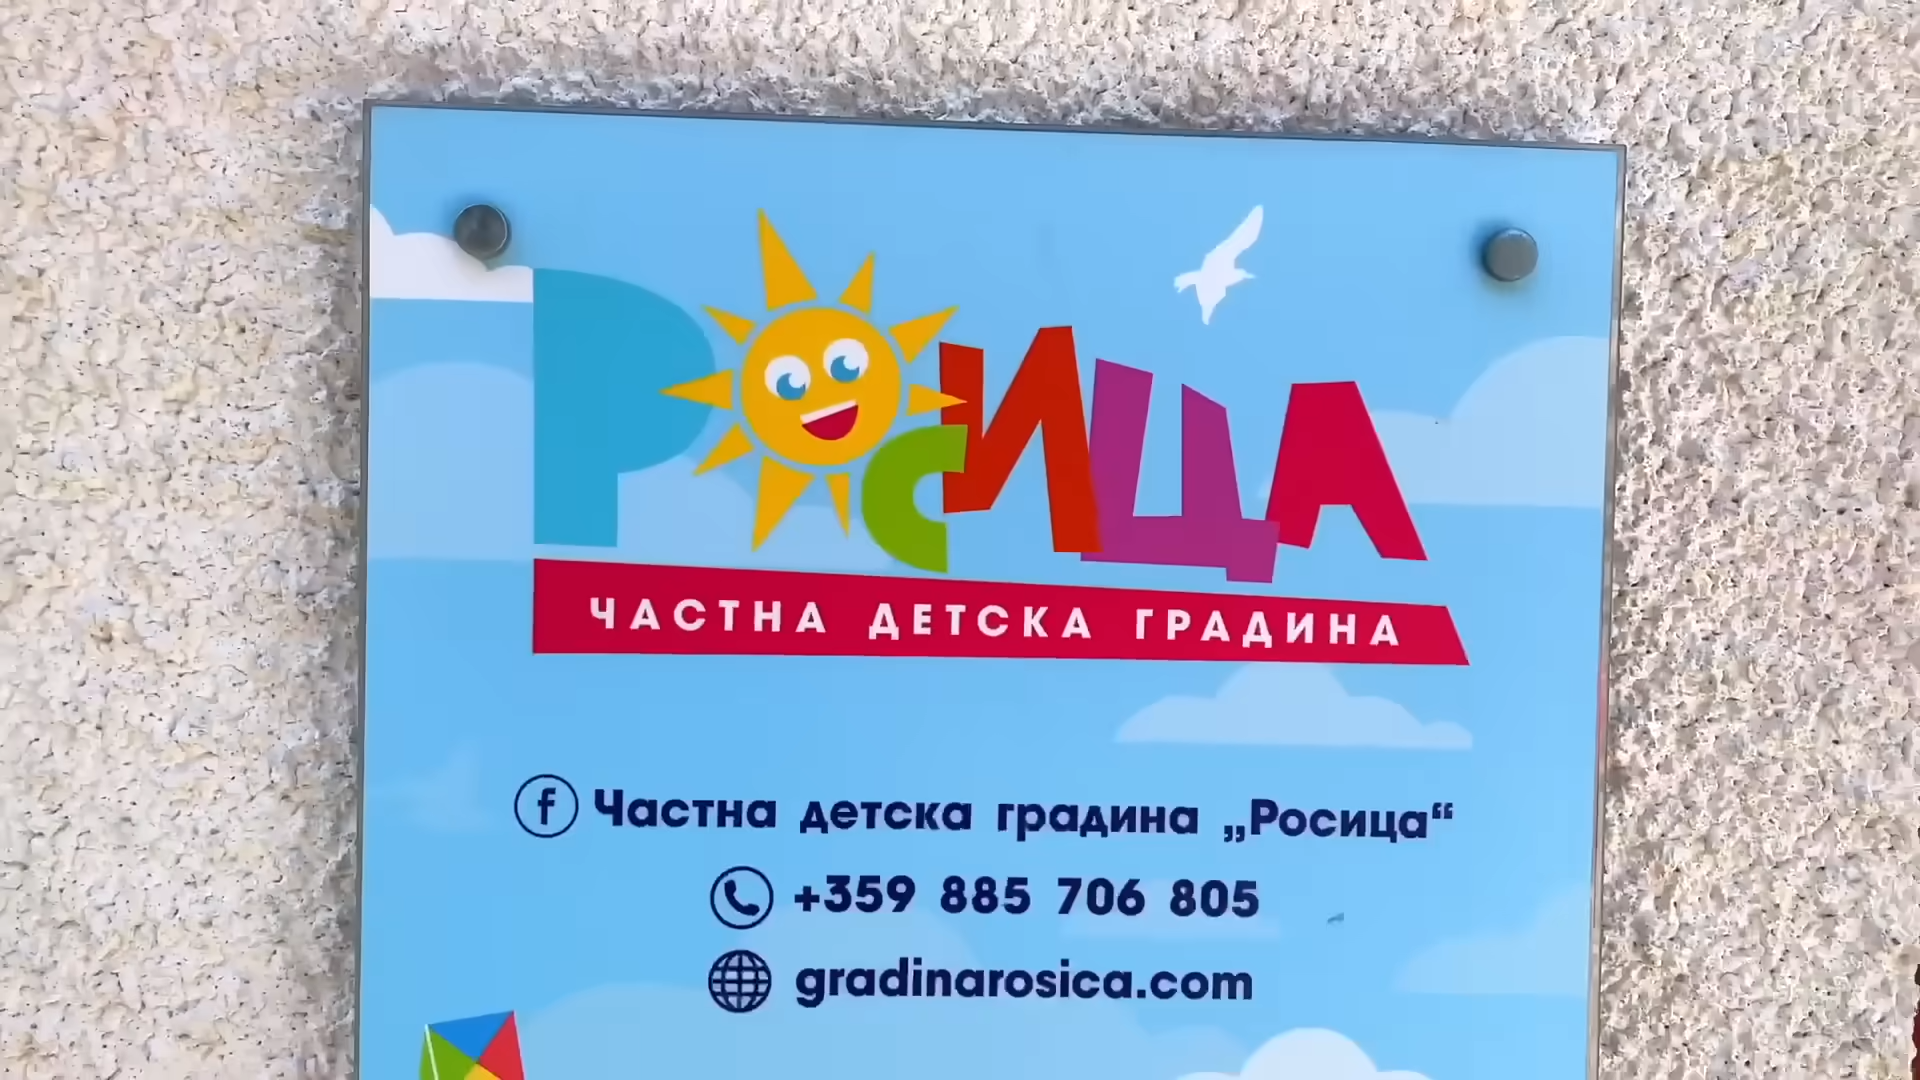 РОСИЦА
ЧАСТНА ДЕТСКА ГРАДИНА
Частна детска градина „Росица“
+359 885 706 805
gradinarosica.com